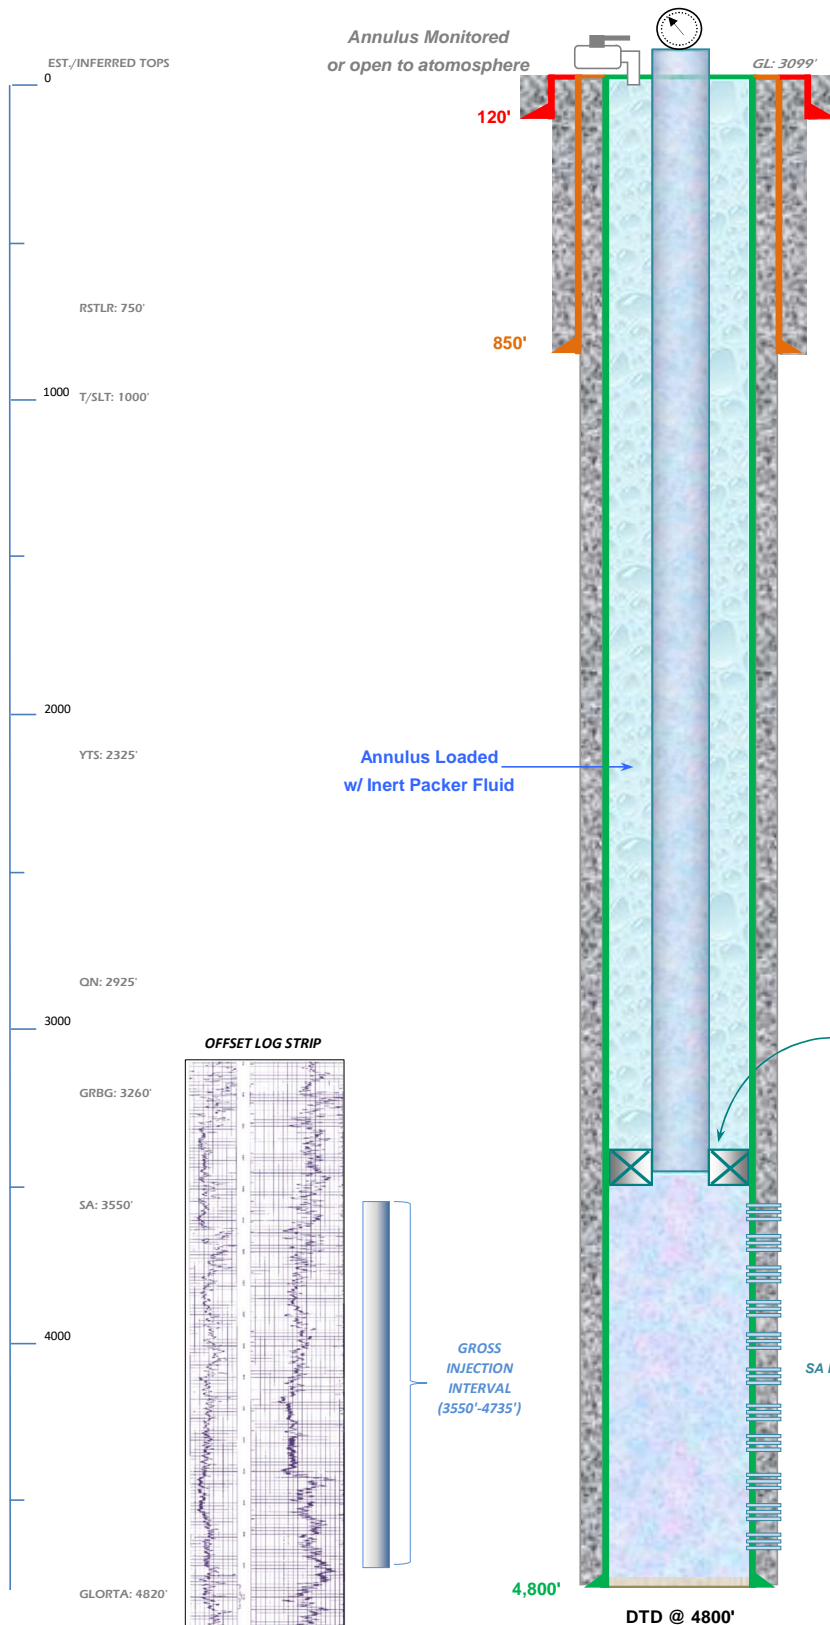 Annulus Monitored
or open to atomosphere
EST./INFERRED TOPS
GL: 3099'
0
120'
RSTLR: 750'
850'
1000
T/SLT: 1000'
2000
YTS: 2325'
Annulus Loaded
w/ Inert Packer Fluid
QN: 2925'
3000
OFFSET LOG STRIP
GRBG: 3260'
SA: 3550'
4000
GROSS
INJECTION
INTERVAL
(3550'-4735')
SA
GLORTA: 4820'
4,800'
DTD @ 4800'